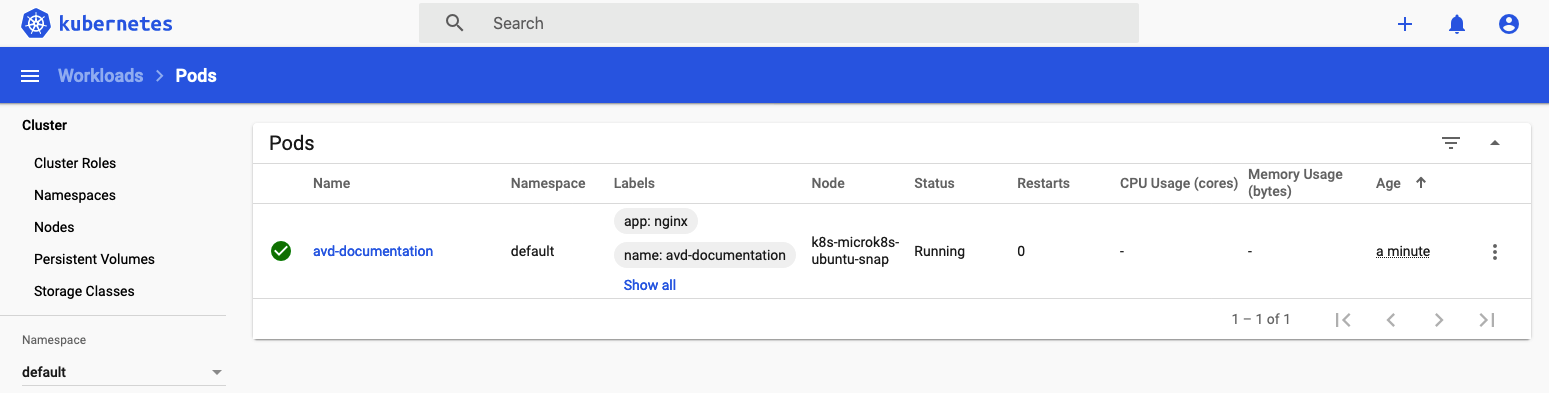 kubernetes
Search
Workloads > Pods
Cluster
Cluster Roles
Namespaces
Nodes
Persistent Volumes
Storage Classes
Namespace
default
Pods
Name Namespace Labels Node Status Restarts CPU Usage (cores) Memory Usage (bytes) Age
avd-documentation default
app: nginx
name: avd-documentation
Show all
k8s-microk8s-
ubuntu-snap
Running 0 - - a minute
1 – 1 of 1